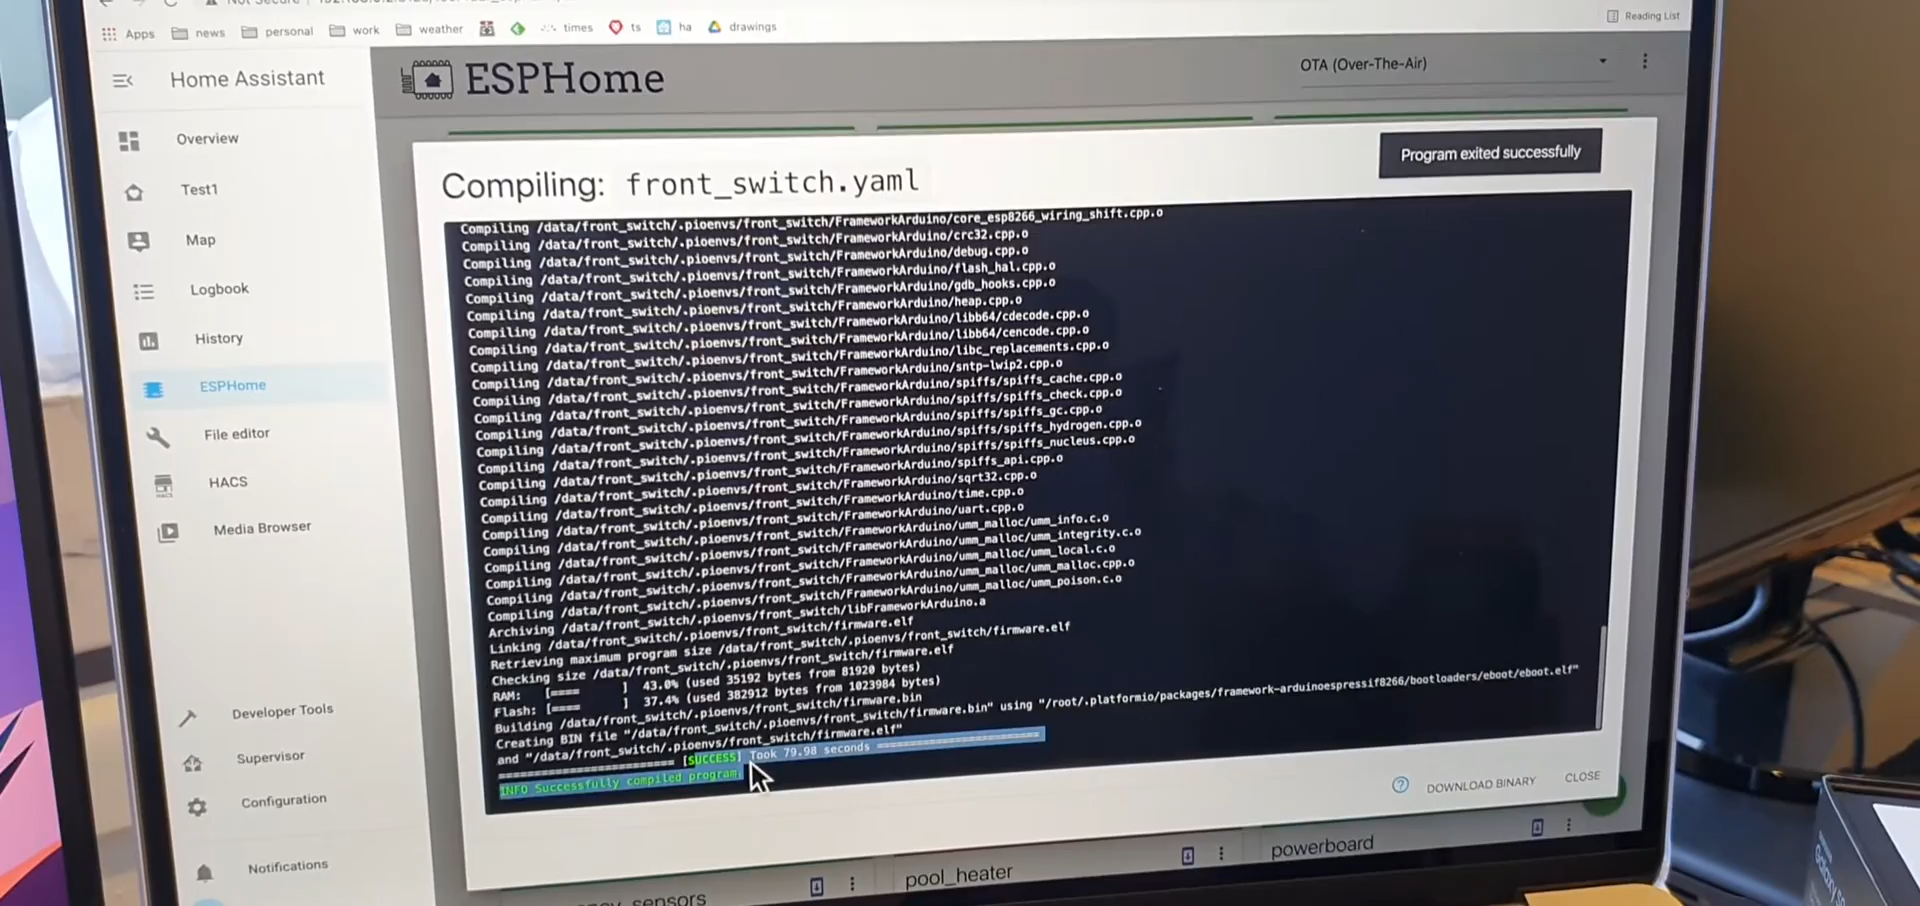 Apps
news
personal
work
weather
times
ts
ha
drawings
Reading List
Home Assistant
ESPHome
OTA (Over-The-Air)
Overview
Test1
Map
Logbook
History
ESPHome
File editor
HACS
Media Browser
Developer Tools
Supervisor
Configuration
Notifications
Compiling: front_switch.yaml
Program exited successfully
Compiling /data/front_switch/.pioenvs/front_switch/FrameworkArduino/core_esp8266_wiring_shift.cpp.o
Compiling /data/front_switch/.pioenvs/front_switch/FrameworkArduino/crc32.cpp.o
Compiling /data/front_switch/.pioenvs/front_switch/FrameworkArduino/debug.cpp.o
Compiling /data/front_switch/.pioenvs/front_switch/FrameworkArduino/flash_hal.cpp.o
Compiling /data/front_switch/.pioenvs/front_switch/FrameworkArduino/gdb_hooks.cpp.o
Compiling /data/front_switch/.pioenvs/front_switch/FrameworkArduino/heap.cpp.o
Compiling /data/front_switch/.pioenvs/front_switch/FrameworkArduino/libb64/cdecode.cpp.o
Compiling /data/front_switch/.pioenvs/front_switch/FrameworkArduino/libb64/cencode.cpp.o
Compiling /data/front_switch/.pioenvs/front_switch/FrameworkArduino/libc_replacements.cpp.o
Compiling /data/front_switch/.pioenvs/front_switch/FrameworkArduino/sntp-lwip2.cpp.o
Compiling /data/front_switch/.pioenvs/front_switch/FrameworkArduino/spiffs/spiffs_cache.cpp.o
Compiling /data/front_switch/.pioenvs/front_switch/FrameworkArduino/spiffs/spiffs_check.cpp.o
Compiling /data/front_switch/.pioenvs/front_switch/FrameworkArduino/spiffs/spiffs_gc.cpp.o
Compiling /data/front_switch/.pioenvs/front_switch/FrameworkArduino/spiffs/spiffs_hydrogen.cpp.o
Compiling /data/front_switch/.pioenvs/front_switch/FrameworkArduino/spiffs/spiffs_nucleus.cpp.o
Compiling /data/front_switch/.pioenvs/front_switch/FrameworkArduino/spiffs_api.cpp.o
Compiling /data/front_switch/.pioenvs/front_switch/FrameworkArduino/sqrt32.cpp.o
Compiling /data/front_switch/.pioenvs/front_switch/FrameworkArduino/time.cpp.o
Compiling /data/front_switch/.pioenvs/front_switch/FrameworkArduino/uart.cpp.o
Compiling /data/front_switch/.pioenvs/front_switch/FrameworkArduino/umm_malloc/umm_info.c.o
Compiling /data/front_switch/.pioenvs/front_switch/FrameworkArduino/umm_malloc/umm_integrity.c.o
Compiling /data/front_switch/.pioenvs/front_switch/FrameworkArduino/umm_malloc/umm_local.c.o
Compiling /data/front_switch/.pioenvs/front_switch/FrameworkArduino/umm_malloc/umm_malloc.cpp.o
Compiling /data/front_switch/.pioenvs/front_switch/FrameworkArduino/umm_malloc/umm_poison.c.o
Archiving /data/front_switch/.pioenvs/front_switch/libFrameworkArduino.a
Linking /data/front_switch/.pioenvs/front_switch/firmware.elf
Retrieving maximum program size /data/front_switch/.pioenvs/front_switch/firmware.elf
Checking size /data/front_switch/.pioenvs/front_switch/firmware.elf
RAM: [==== ] 43.0% (used 35192 bytes from 81920 bytes)
Flash: [==== ] 37.4% (used 382912 bytes from 1023984 bytes)
Building /data/front_switch/.pioenvs/front_switch/firmware.bin
Creating BIN file "/data/front_switch/.pioenvs/front_switch/firmware.bin" using "/root/.platformio/packages/framework-arduinoespressif8266/bootloaders/eboot/eboot.elf"
and "/data/front_switch/.pioenvs/front_switch/firmware.elf"
========================= [SUCCESS] Took 79.98 seconds =========================
INFO Successfully compiled program.
DOWNLOAD BINARY
CLOSE
pool_heater
powerboard
Galaxy